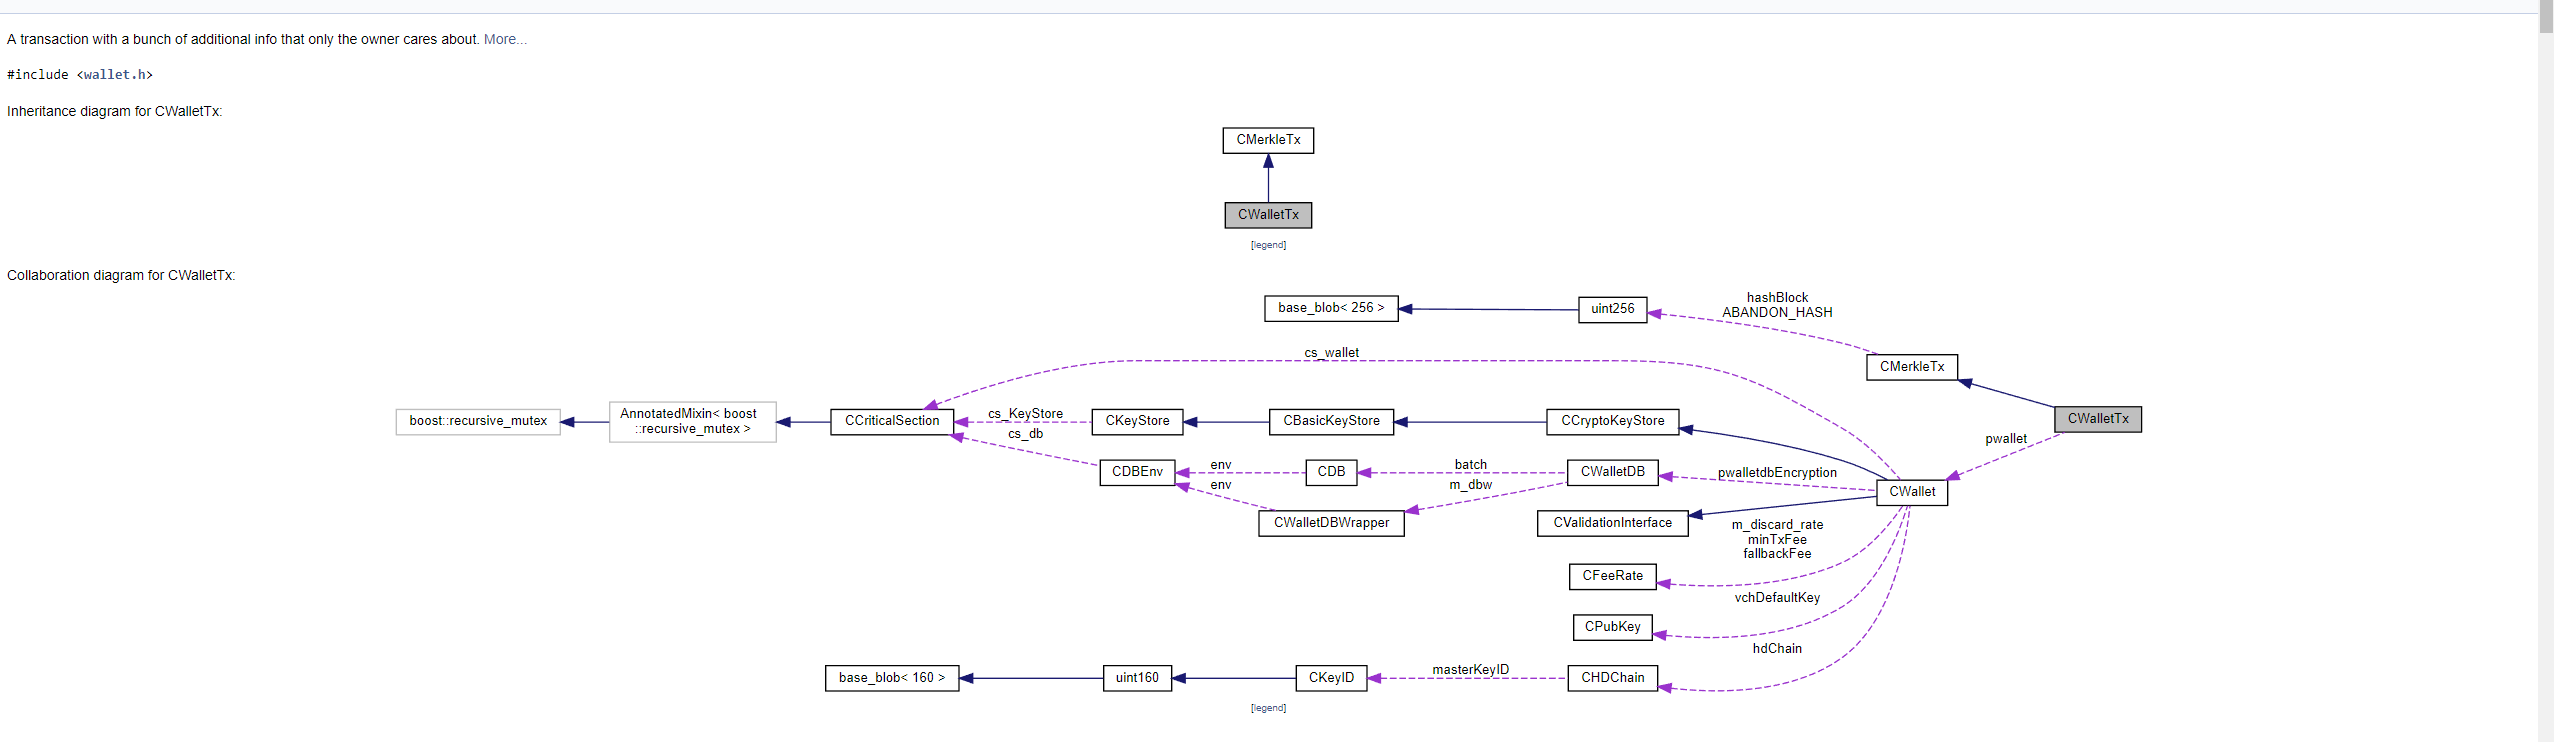 A transaction with a bunch of additional info that only the owner cares about. More...
#include <wallet.h>
Inheritance diagram for CWalletTx:
CMerkleTx
CWalletTx
[legend]
Collaboration diagram for CWalletTx:
hashBlock
ABANDON_HASH
base_blob< 256 >
uint256
cs_wallet
CMerkleTx
boost::recursive_mutex
AnnotatedMixin< boost
::recursive_mutex >
CCriticalSection
cs_KeyStore
cs_db
CKeyStore
CBasicKeyStore
CCryptoKeyStore
CWalletTx
pwallet
CDBEnv
env
env
CDB
batch
m_dbw
CWalletDB
pwalletdbEncryption
CWallet
CWalletDBWrapper
CValidationInterface
m_discard_rate
minTxFee
fallbackFee
CFeeRate
vchDefaultKey
CPubKey
hdChain
base_blob< 160 >
uint160
CKeyID
masterKeyID
CHDChain
[legend]